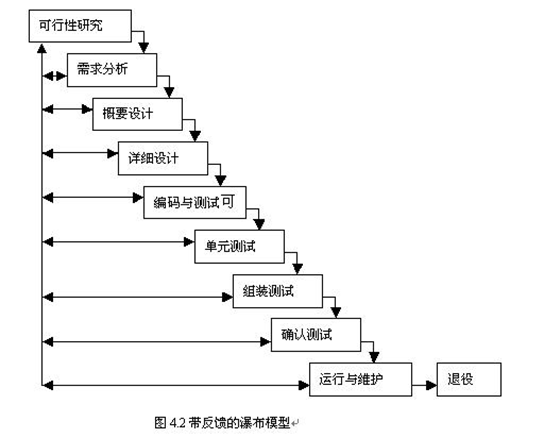 可行性研究
需求分析
概要设计
详细设计
编码与测试可
单元测试
组装测试
确认测试
运行与维护
退役
图 4.2 带反馈的瀑布模型